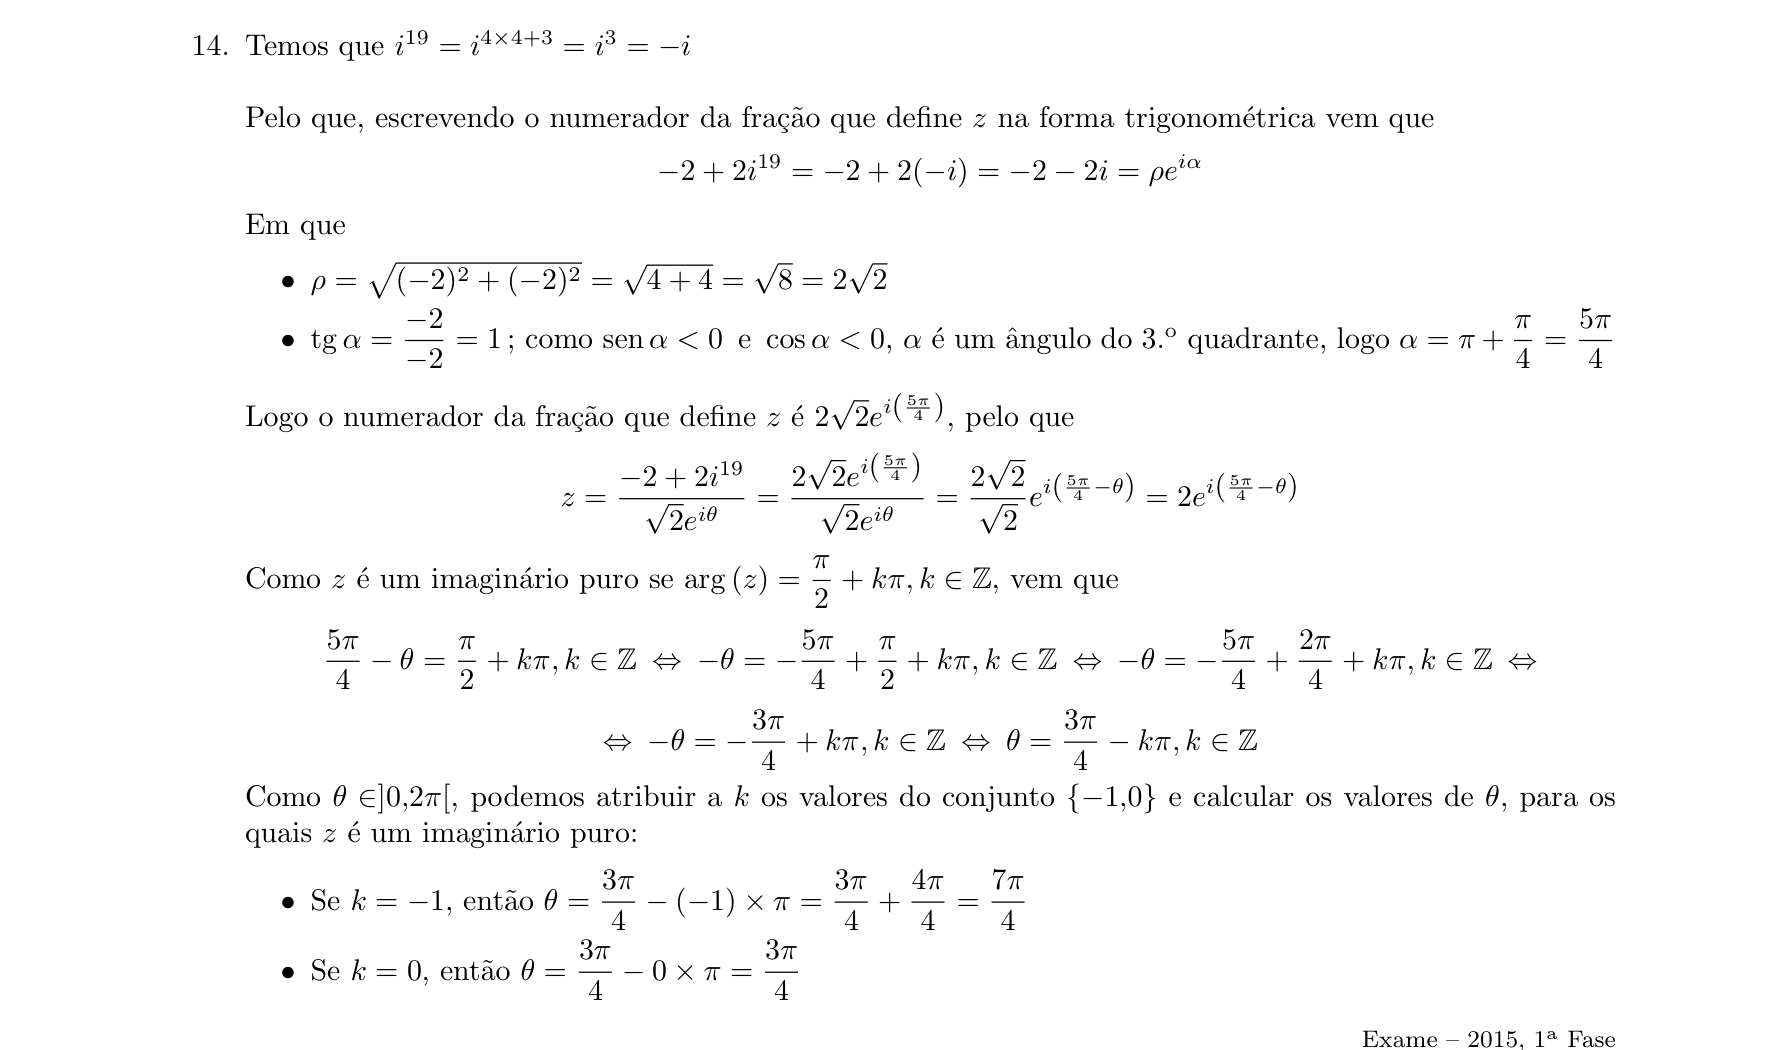 14. Temos que $i^{19} = i^{4\times4+3} = i^3 = -i$
Pelo que, escrevendo o numerador da fração que define $z$ na forma trigonométrica vem que
$-2 + 2i^{19} = -2 + 2(-i) = -2 - 2i = \rho e^{i\alpha}$
Em que
• $\rho = \sqrt{(-2)^2 + (-2)^2} = \sqrt{4 + 4} = \sqrt{8} = 2\sqrt{2}$
• $\operatorname{tg}\alpha = \frac{-2}{-2} = 1$ ; como $\operatorname{sen}\alpha < 0$ e $\cos\alpha < 0$, $\alpha$ é um ângulo do 3.º quadrante, logo $\alpha = \pi + \frac{\pi}{4} = \frac{5\pi}{4}$
Logo o numerador da fração que define $z$ é $2\sqrt{2}e^{i\left(\frac{5\pi}{4}\right)}$, pelo que
$z = \frac{-2 + 2i^{19}}{\sqrt{2}e^{i\theta}} = \frac{2\sqrt{2}e^{i\left(\frac{5\pi}{4}\right)}}{\sqrt{2}e^{i\theta}} = \frac{2\sqrt{2}}{\sqrt{2}}e^{i\left(\frac{5\pi}{4}-\theta\right)} = 2e^{i\left(\frac{5\pi}{4}-\theta\right)}$
Como $z$ é um imaginário puro se $\arg(z) = \frac{\pi}{2} + k\pi, k \in \mathbb{Z}$, vem que
$\frac{5\pi}{4} - \theta = \frac{\pi}{2} + k\pi, k \in \mathbb{Z} \Leftrightarrow -\theta = -\frac{5\pi}{4} + \frac{\pi}{2} + k\pi, k \in \mathbb{Z} \Leftrightarrow -\theta = -\frac{5\pi}{4} + \frac{2\pi}{4} + k\pi, k \in \mathbb{Z} \Leftrightarrow$
$\Leftrightarrow -\theta = -\frac{3\pi}{4} + k\pi, k \in \mathbb{Z} \Leftrightarrow \theta = \frac{3\pi}{4} - k\pi, k \in \mathbb{Z}$
Como $\theta \in ]0,2\pi[$, podemos atribuir a $k$ os valores do conjunto $\{-1,0\}$ e calcular os valores de $\theta$, para os
quais $z$ é um imaginário puro:
• Se $k = -1$, então $\theta = \frac{3\pi}{4} - (-1) \times \pi = \frac{3\pi}{4} + \frac{4\pi}{4} = \frac{7\pi}{4}$
• Se $k = 0$, então $\theta = \frac{3\pi}{4} - 0 \times \pi = \frac{3\pi}{4}$
Exame – 2015, 1ª Fase